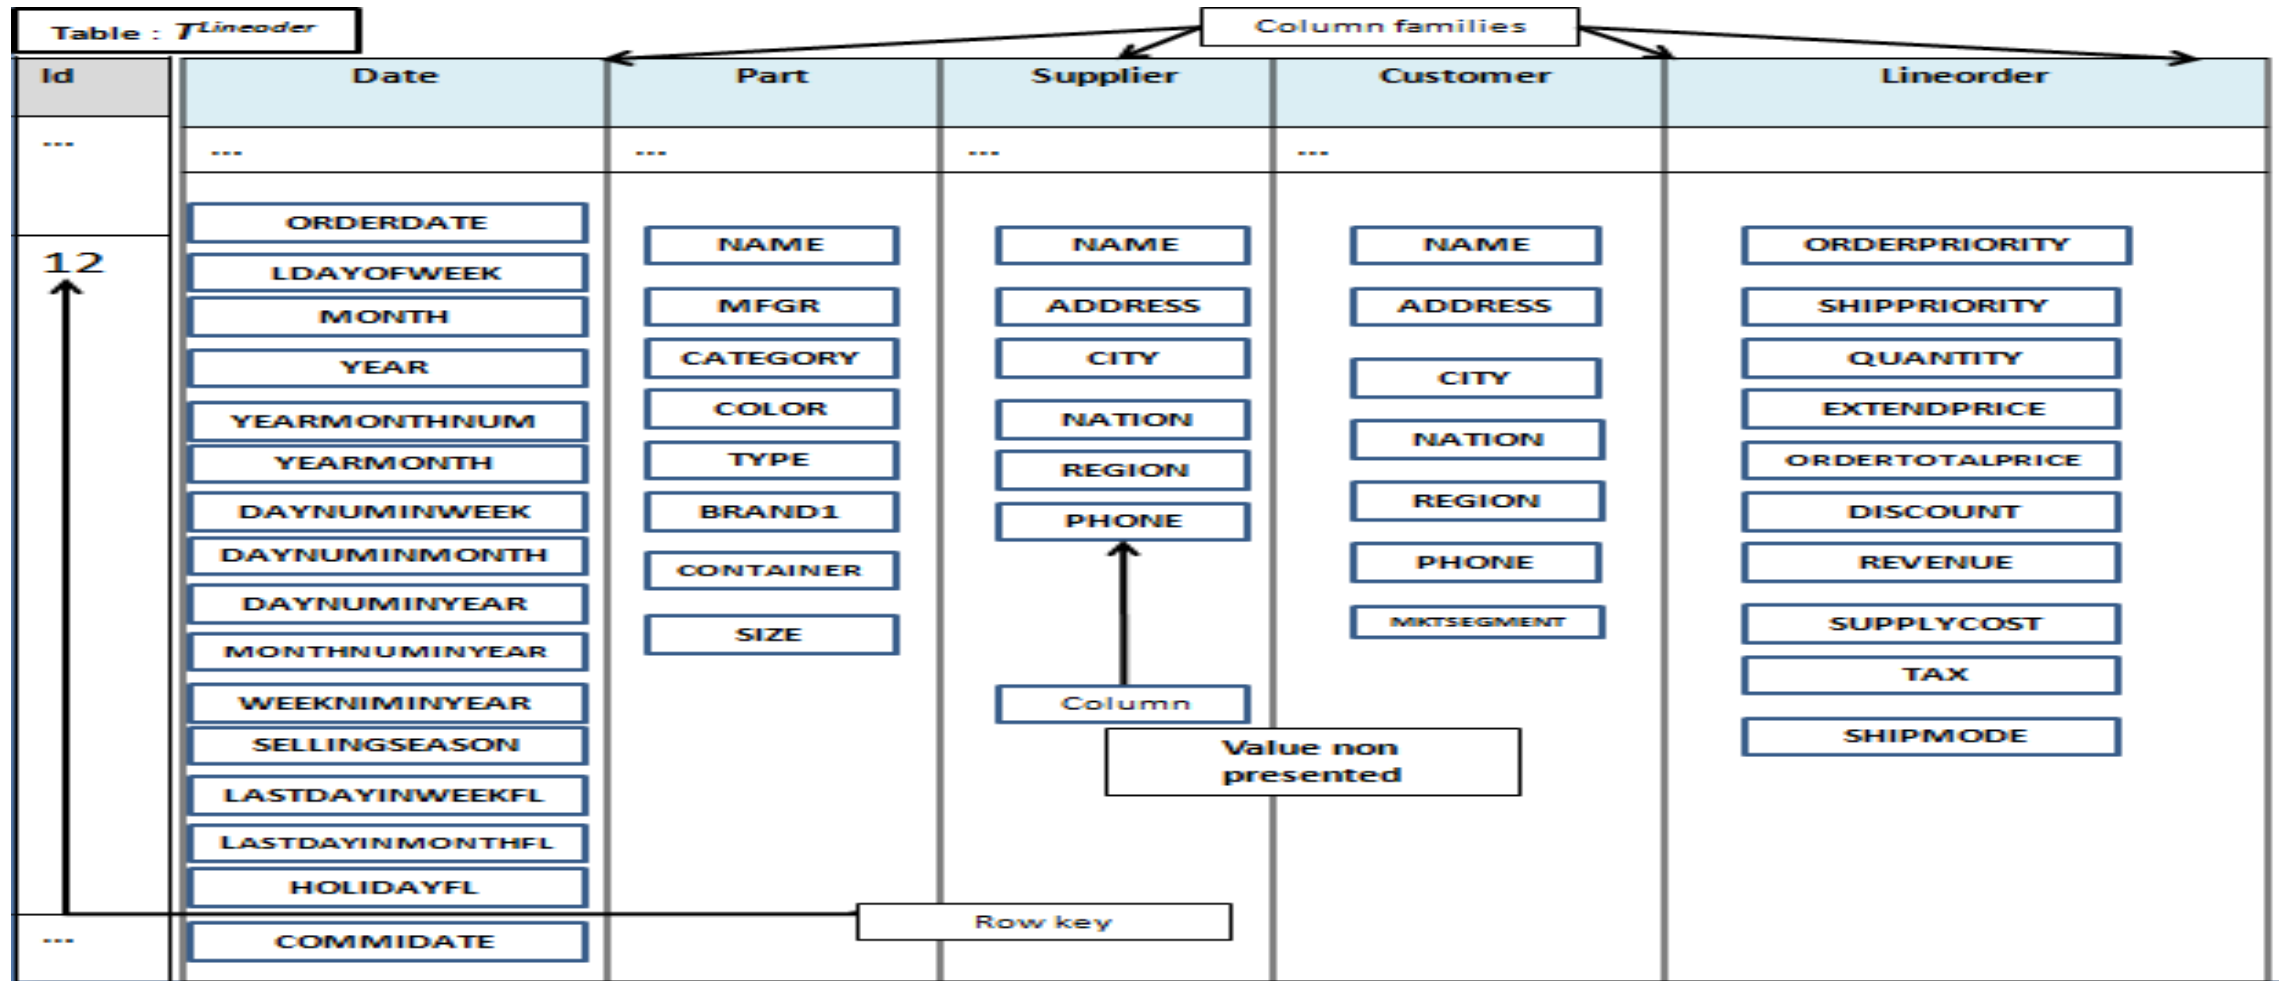 Table : T^Lineoder
Column families
Id
Date
Part
Supplier
Customer
Lineorder
---
---
---
---
---
12
ORDERDATE
LDAYOFWEEK
MONTH
YEAR
YEARMONTHNUM
YEARMONTH
DAYNUMINWEEK
DAYNUMINMONTH
DAYNUMINYEAR
MONTHNUMINYEAR
WEEKNIMINYEAR
SELLINGSEASON
LASTDAYINWEEKFL
LASTDAYINMONTHFL
HOLIDAYFL
COMMIDATE
NAME
MFGR
CATEGORY
COLOR
TYPE
BRAND1
CONTAINER
SIZE
NAME
ADDRESS
CITY
NATION
REGION
PHONE
Column
NAME
ADDRESS
CITY
NATION
REGION
PHONE
MKTSEGMENT
Value non
presented
ORDERPRIORITY
SHIPPRIORITY
QUANTITY
EXTENDPRICE
ORDERTOTALPRICE
DISCOUNT
REVENUE
SUPPLYCOST
TAX
SHIPMODE
Row key
---